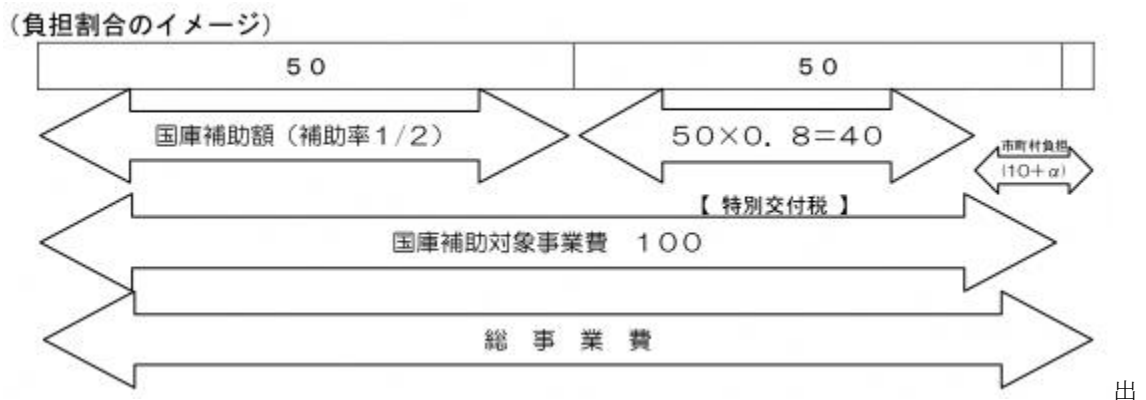 （負担割合のイメージ）
５０
５０
国庫補助額（補助率１/２）
５０×０．８＝４０
市町村負担
(１０＋α)
【 特別交付税 】
国庫補助対象事業費　１００
総　事　業　費
出